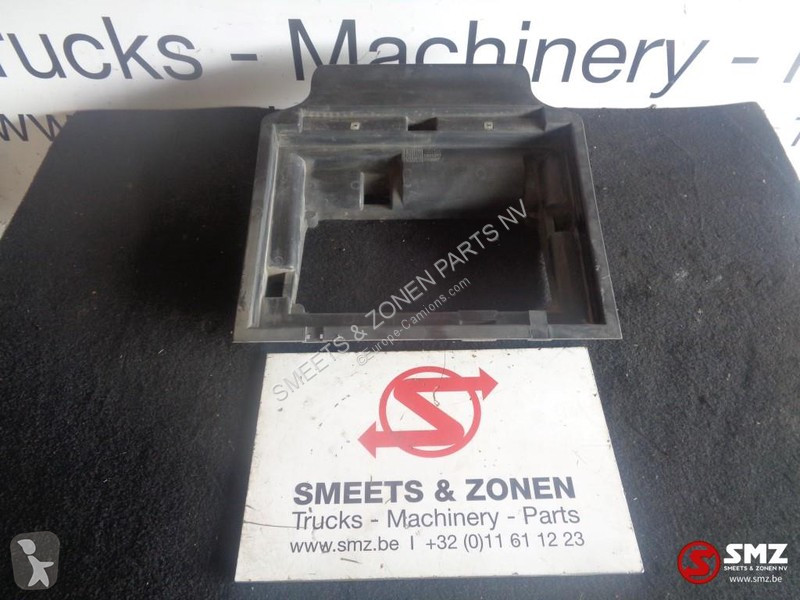 Trucks - Machinery - P
SMEETS & ZONEN PARTS NV
©Europe-Camions.com
SMEETS & ZONEN
Trucks - Machinery - Parts
www.smz.be I +32 (0)11 61 12 23
SMZ
SMEETS & ZONEN NV
www.smz.be